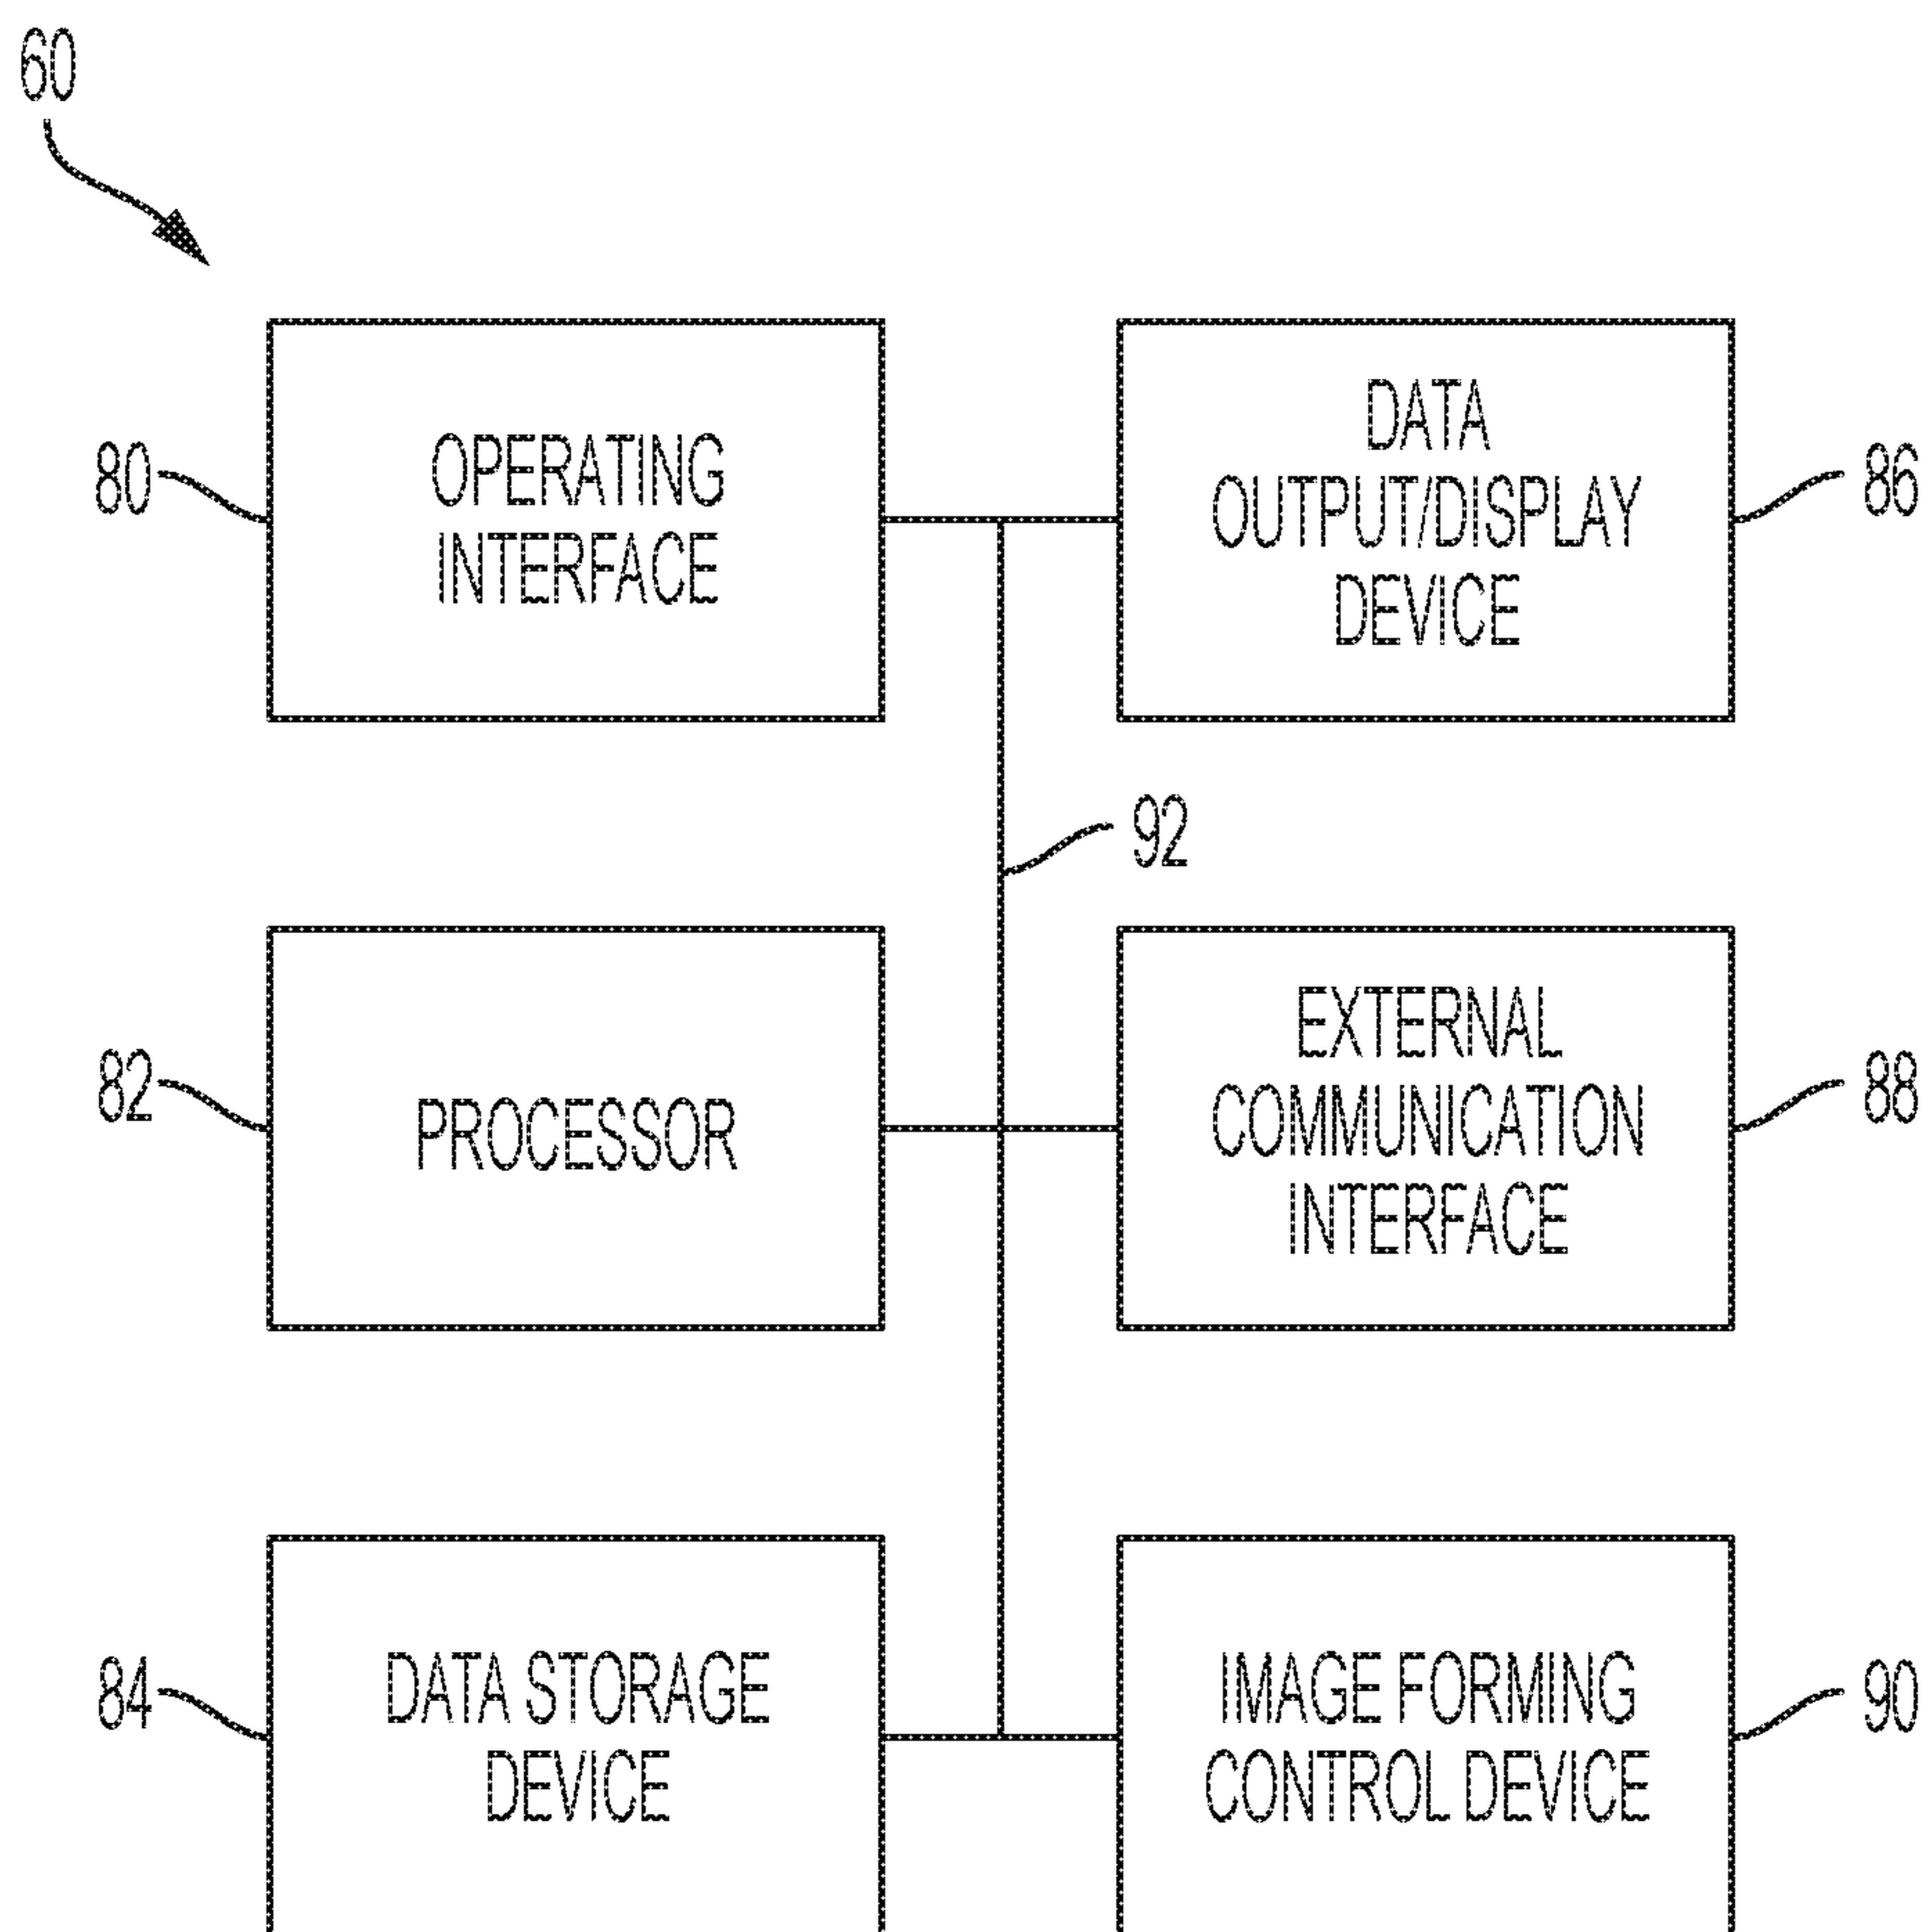 60
80
OPERATING
INTERFACE
DATA
OUTPUT/DISPLAY
DEVICE
86
92
82
PROCESSOR
EXTERNAL
COMMUNICATION
INTERFACE
88
84
DATA STORAGE
DEVICE
IMAGE FORMING
CONTROL DEVICE
90